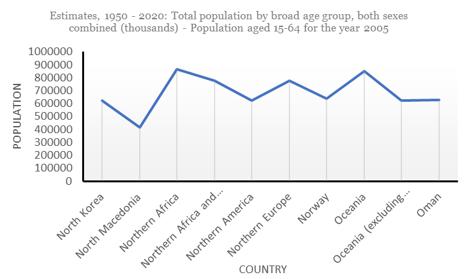 Estimates, 1950 - 2020: Total population by broad age group, both sexes
combined (thousands) - Population aged 15-64 for the year 2005
POPULATION
1000000
900000
800000
700000
600000
500000
400000
300000
200000
100000
0
North Korea
North Macedonia
Northern Africa
Northern Africa and...
Northern America
Northern Europe
Norway
Oceania
Oceania (excluding...
Oman
COUNTRY